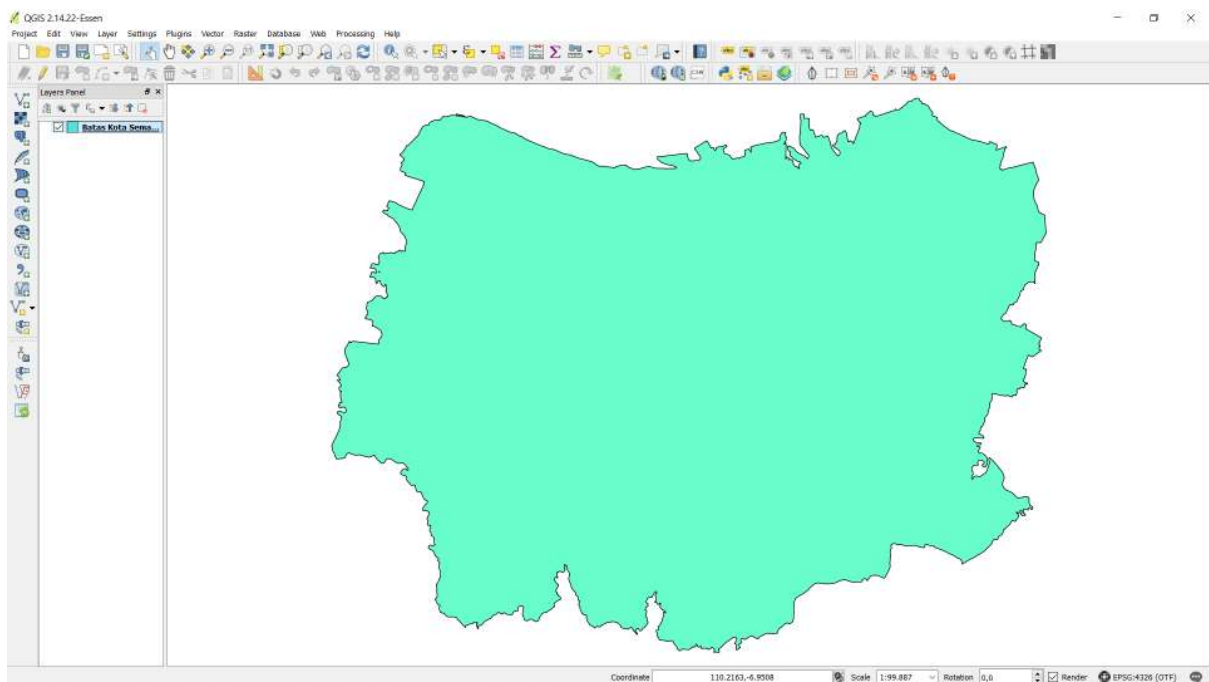 QGIS 2.14.22-Essen
Project Edit View Layer Settings Plugins Vector Raster Database Web Processing Help
CSW
Layers Panel
Batas Kota Sema...
Coordinate 110.2163,-6.9508 Scale 1:99.887 Rotation 0,0 Render EPSG:4326 (OTF)